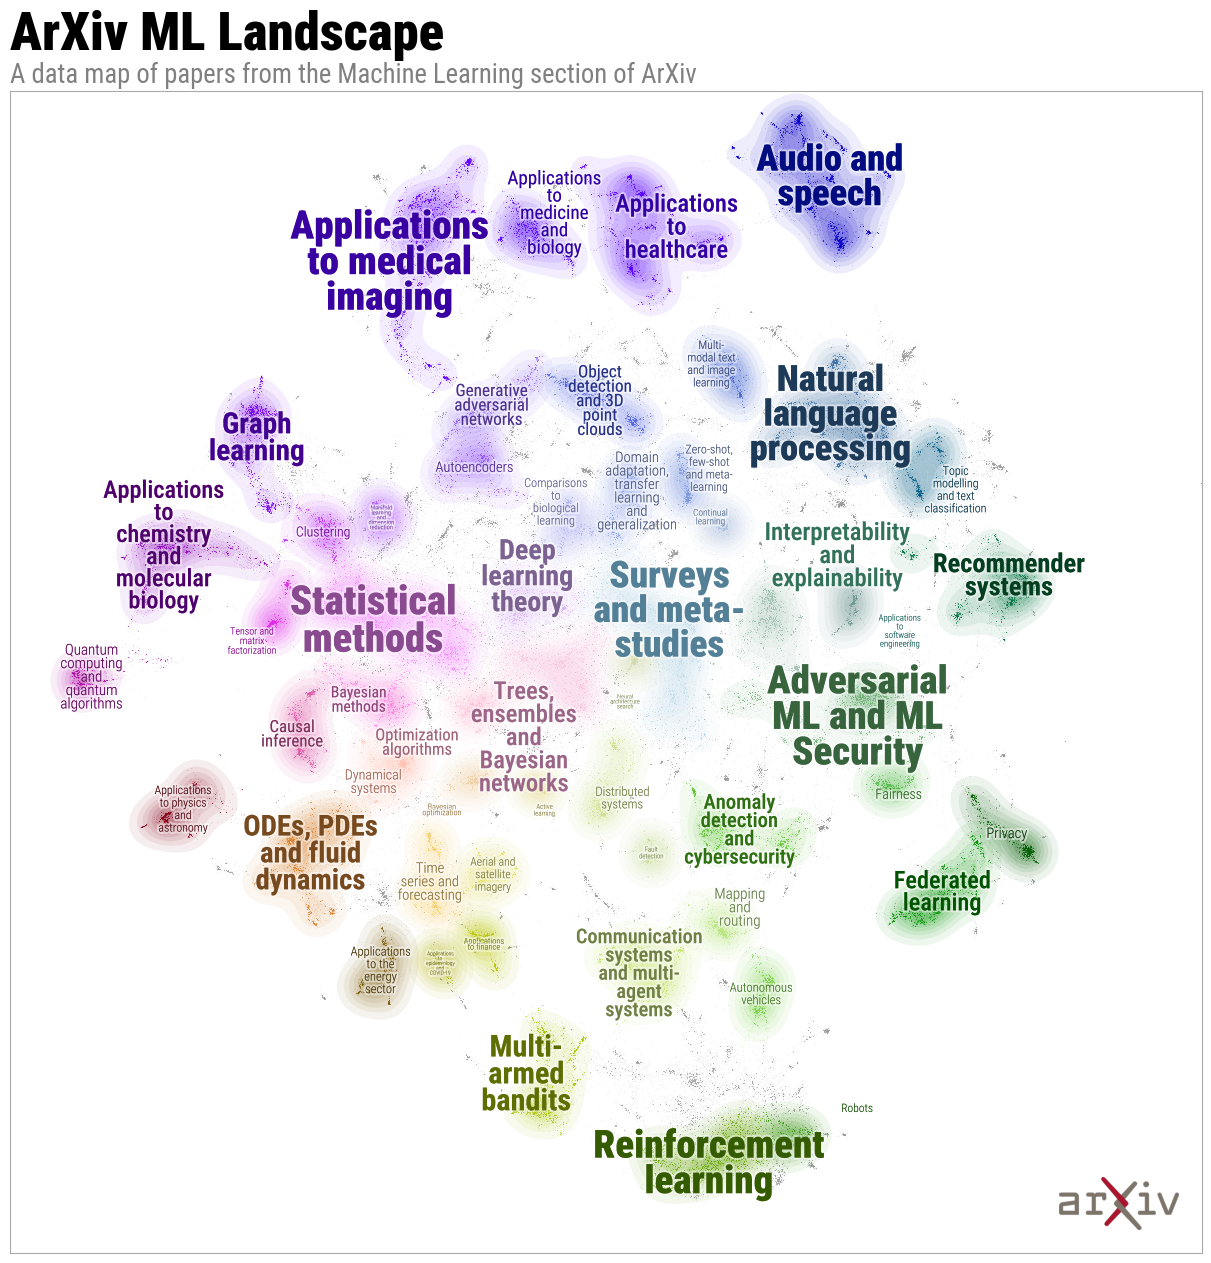 ArXiv ML Landscape
A data map of papers from the Machine Learning section of ArXiv
Audio and
speech
Applications
to
medicine
and
biology
Applications
to
healthcare
Applications
to medical
imaging
Multi-
modal text
and image
learning
Natural
language
processing
Object
detection
and 3D
point
clouds
Generative
adversarial
networks
Graph
learning
Autoencoders
Domain
adaptation,
transfer
learning
and
generalization
Zero-shot,
few-shot
and meta-
learning
Topic
modelling
and text
classification
Comparisons
to
biological
learning
Continual
learning
Applications
to
chemistry
and
molecular
biology
Manifold
learning
and
dimension
reduction
Clustering
Interpretability
and
explainability
Deep
learning
theory
Surveys
and meta-
studies
Recommender
systems
Statistical
methods
Applications
to
software
engineering
Tensor and
matrix
factorization
Quantum
computing
and
quantum
algorithms
Adversarial
ML and ML
Security
Bayesian
methods
Trees,
ensembles
and
Bayesian
networks
Neural
architecture
search
Causal
inference
Optimization
algorithms
Dynamical
systems
Applications
to physics
and
astronomy
Bayesian
optimization
Active
learning
Distributed
systems
Fairness
Anomaly
detection
and
cybersecurity
Privacy
ODEs, PDEs
and fluid
dynamics
Fault
detection
Time
series and
forecasting
Aerial and
satellite
imagery
Federated
learning
Mapping
and
routing
Applications
to the
energy
sector
Applications
to
epidemiology
and
COVID-19
Applications
to finance
Communication
systems
and multi-
agent
systems
Autonomous
vehicles
Multi-
armed
bandits
Robots
Reinforcement
learning
arXiv